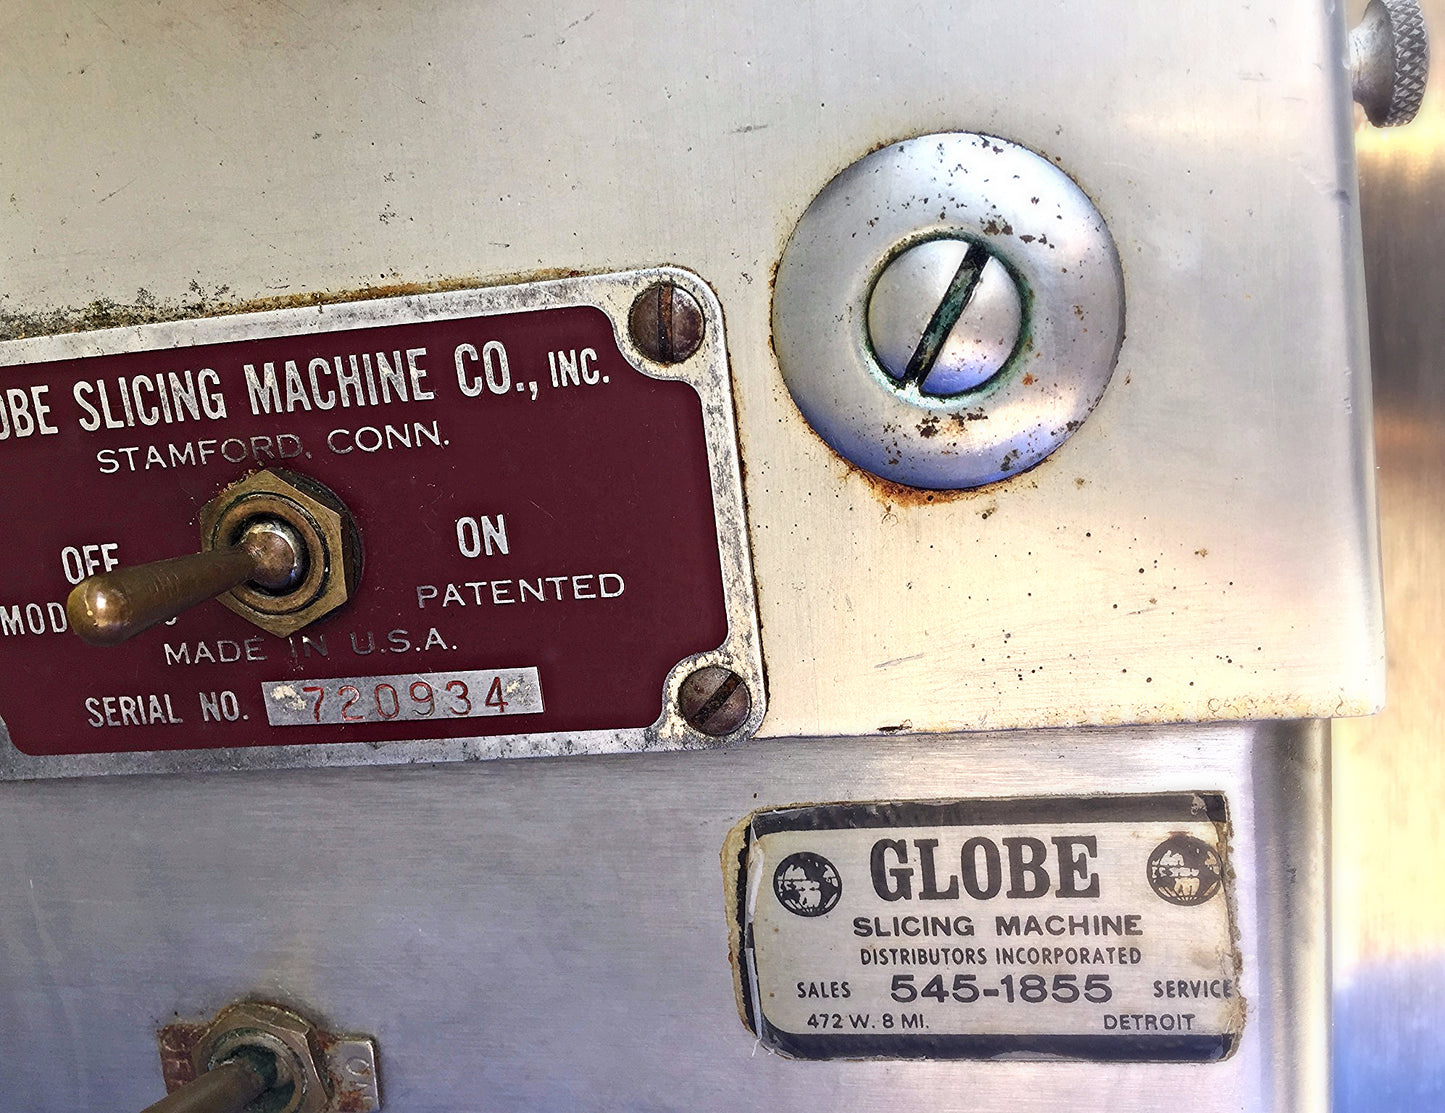 OBE SLICING MACHINE CO., INC.
STAMFORD, CONN.
OFF ON
MOD PATENTED
MADE IN U.S.A.
SERIAL NO. 720934
GLOBE
SLICING MACHINE
DISTRIBUTORS INCORPORATED
SALES 545-1855 SERVICE
472 W. 8 MI. DETROIT